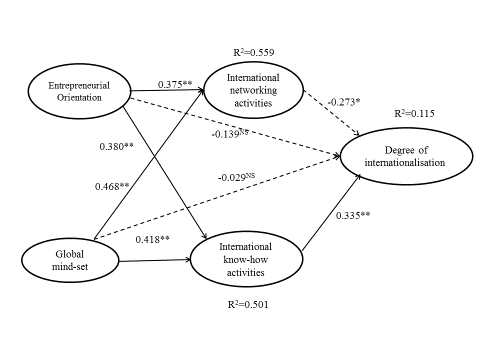 R²=0.559
Entrepreneurial
Orientation
0.375**
International
networking
activities
-0.273*
R²=0.115
-0.139NS
Degree of
internationalisation
0.380**
0.468**
-0.029NS
0.335**
0.418**
Global
mind-set
International
know-how
activities
R²=0.501